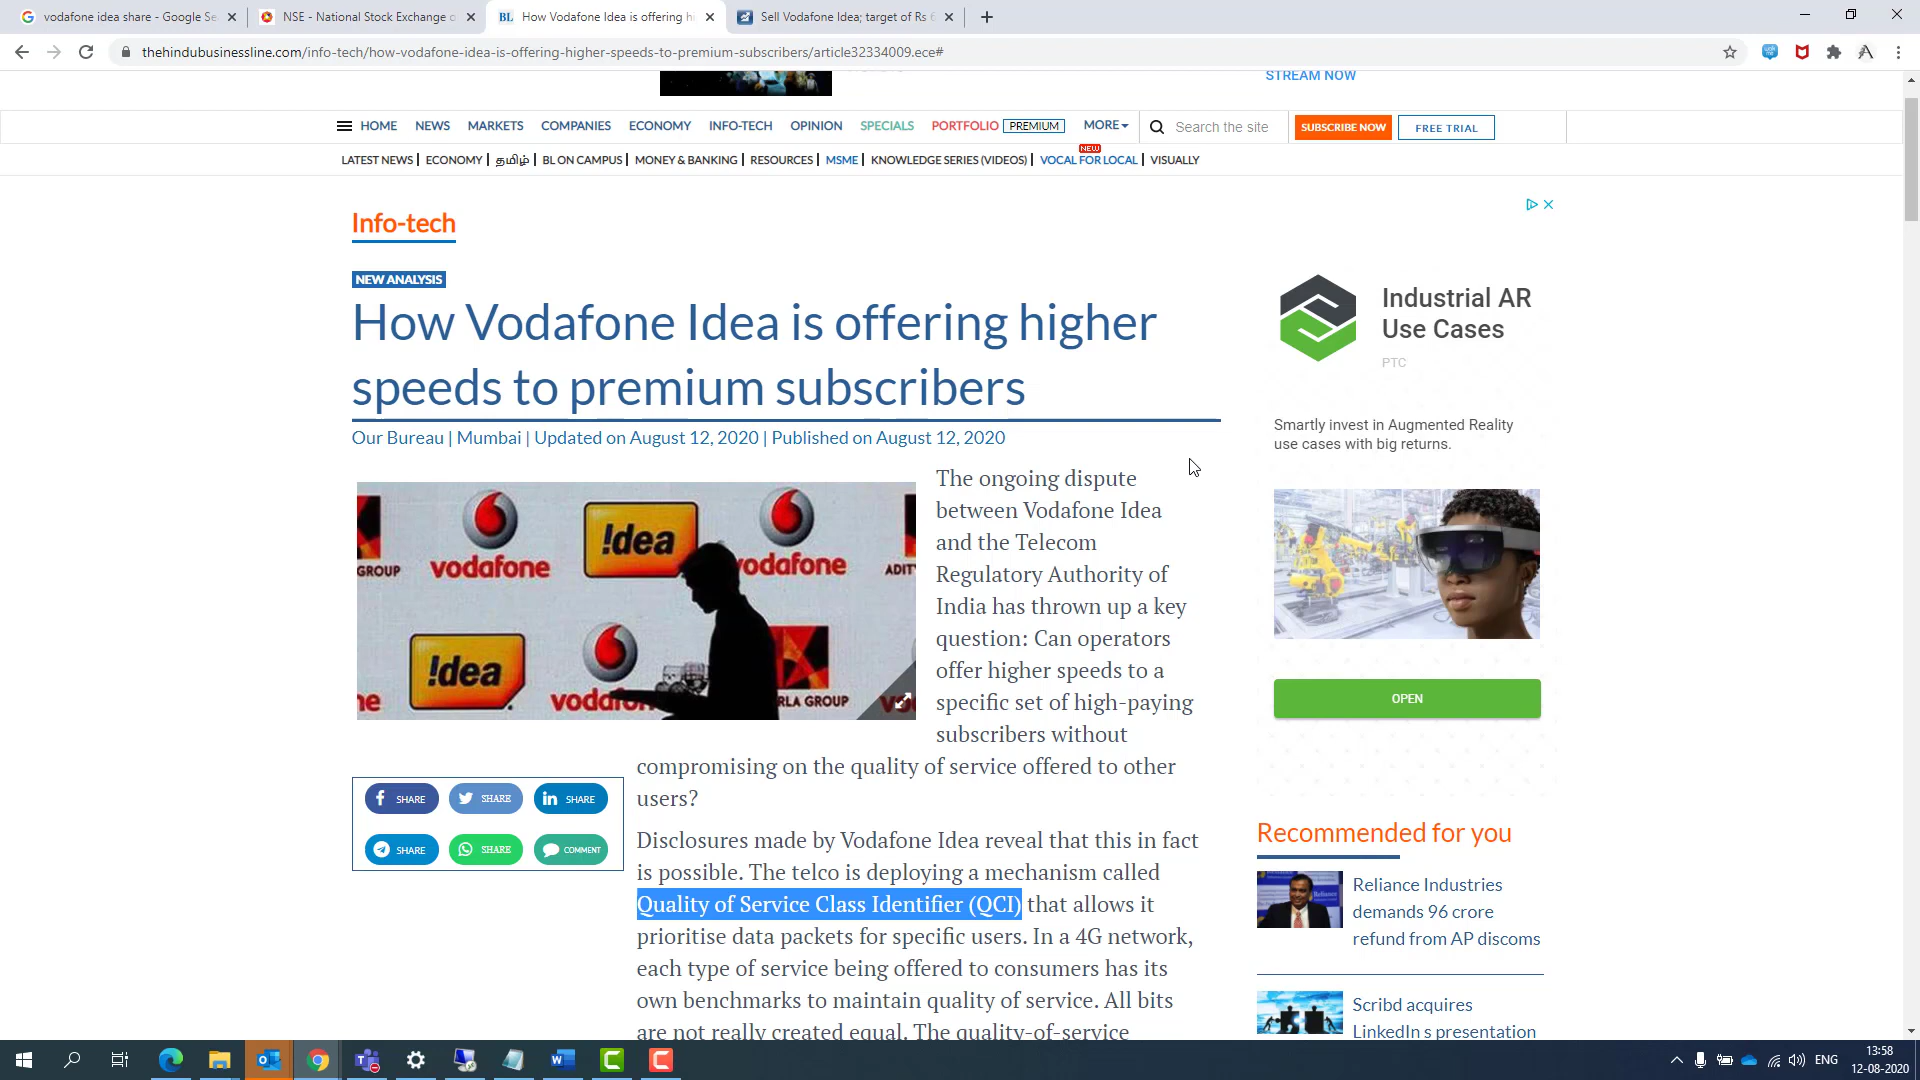 vodafone idea share - Google Se
NSE - National Stock Exchange o
BL How Vodafone Idea is offering hi
Sell Vodafone Idea; target of Rs 6
thehindubusinessline.com/info-tech/how-vodafone-idea-is-offering-higher-speeds-to-premium-subscribers/article32334009.ece#
STREAM NOW
HOME NEWS MARKETS COMPANIES ECONOMY INFO-TECH OPINION SPECIALS PORTFOLIO PREMIUM MORE Search the site SUBSCRIBE NOW FREE TRIAL
NEW
LATEST NEWS | ECONOMY | தமிழ் | BL ON CAMPUS | MONEY & BANKING | RESOURCES | MSME | KNOWLEDGE SERIES (VIDEOS) | VOCAL FOR LOCAL | VISUALLY
Info-tech
NEW ANALYSIS
How Vodafone Idea is offering higher
speeds to premium subscribers
Our Bureau | Mumbai | Updated on August 12, 2020 | Published on August 12, 2020
!dea
GROUP vodafone vodafone ADIT
!dea
ne vodafon RLA GROUP vo
The ongoing dispute
between Vodafone Idea
and the Telecom
Regulatory Authority of
India has thrown up a key
question: Can operators
offer higher speeds to a
specific set of high-paying
subscribers without
compromising on the quality of service offered to other
users?
SHARE SHARE SHARE
SHARE SHARE COMMENT
Disclosures made by Vodafone Idea reveal that this in fact
is possible. The telco is deploying a mechanism called
Quality of Service Class Identifier (QCI) that allows it
prioritise data packets for specific users. In a 4G network,
each type of service being offered to consumers has its
own benchmarks to maintain quality of service. All bits
are not really created equal. The quality-of-service
Industrial AR
Use Cases
PTC
Smartly invest in Augmented Reality
use cases with big returns.
OPEN
Recommended for you
Reliance Industries
demands 96 crore
refund from AP discoms
Scribd acquires
LinkedIn s presentation
ENG
13:58
12-08-2020